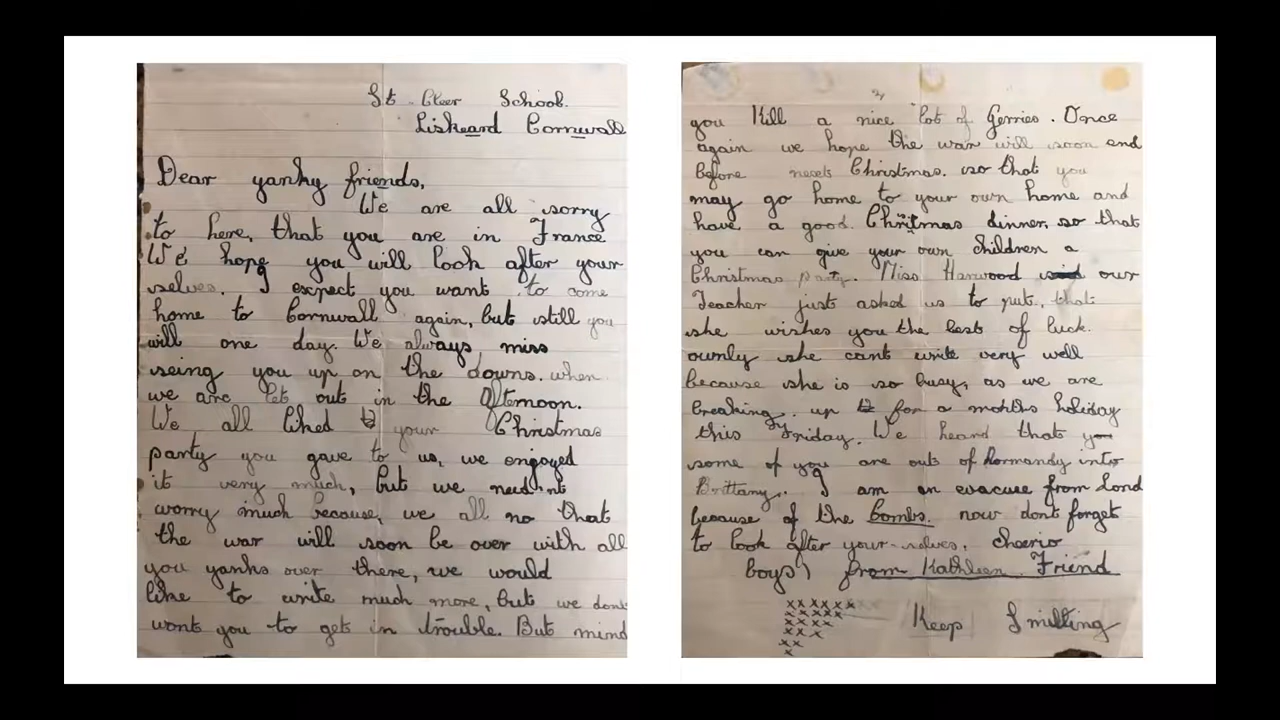 St. Cleer School.
Liskeard Cornwall
Dear yanky friends,
We are all sorry
to here, that you are in France
We hope you will look after your
selves. I expect you want to come
home to Cornwall again, but still you
will one day. We always miss
seing you up on the downs. when
we are let out in the afternoon.
We all liked your Christmas
party you gave to us, we engoyed
it very much, but we need'nt
worry much because, we all no that
the war will soon be over with all
you yanks over there, we would
like to write much more, but we dont
wont you to get in trouble. But mind
2
you Kill a nice lot of Gerries. Once
again we hope the war will soon end
before nexts Christmas. so that you
may go home to your own home and
have a good. Christmas dinner, so that
you can give your own children a
Christmas party. Miss Harwood our
Teacher just asked us to put, that
she wishes you the best of luck.
ownly she cant write very well
because she is so busy, as we are
breaking. up for a months holiday
this Friday. We heard that
some of you are out of Normandy into
Brittany. I am an evacue from Lond
because of the bombs. now dont forget
to look after your-selves. cheerio
boys, from Kathleen Friend
xxxxxxx
xxxxxx
xxxxx
xxxx
xx
x
Keep Smilling